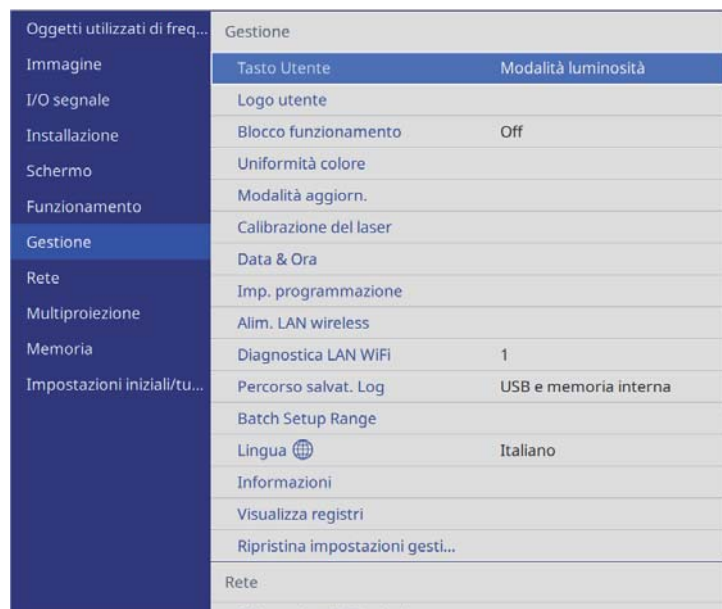 Oggetti utilizzati di freq...
Immagine
I/O segnale
Installazione
Schermo
Funzionamento
Gestione
Rete
Multiproiezione
Memoria
Impostazioni iniziali/tu...
Gestione
Tasto Utente Modalità luminosità
Logo utente
Blocco funzionamento Off
Uniformità colore
Modalità aggiorn.
Calibrazione del laser
Data & Ora
Imp. programmazione
Alim. LAN wireless
Diagnostica LAN WiFi 1
Percorso salvat. Log USB e memoria interna
Batch Setup Range
Lingua Italiano
Informazioni
Visualizza registri
Ripristina impostazioni gesti...
Rete